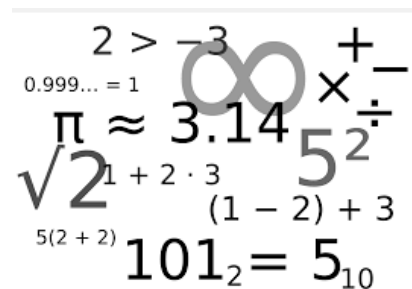 2 > −3
∞
+
−
×
÷
0.999... = 1
π ≈ 3.14
√2
5²
1 + 2 · 3
(1 − 2) + 3
5(2 + 2)
101₂= 5₁₀